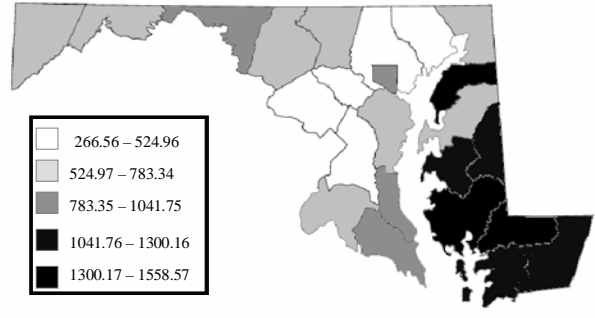 266.56 – 524.96
524.97 – 783.34
783.35 – 1041.75
1041.76 – 1300.16
1300.17 – 1558.57